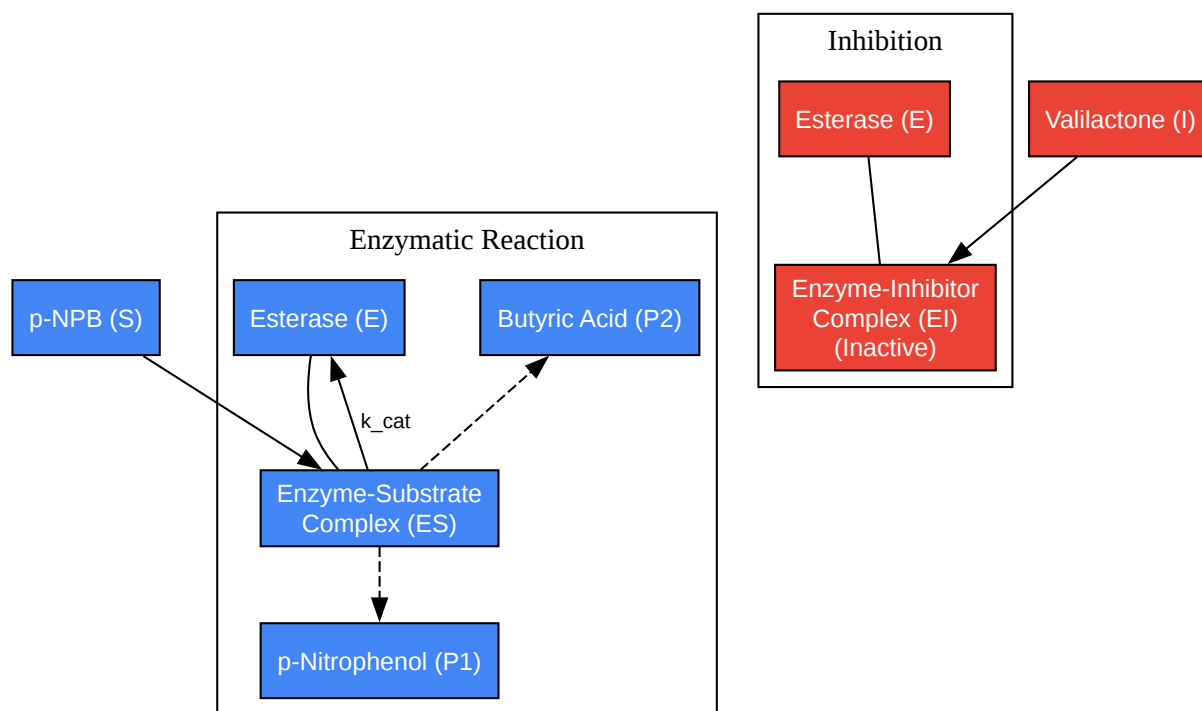 Inhibition
Esterase (E)
Valilactone (I)
Enzyme-Inhibitor
Complex (EI)
(Inactive)
Enzymatic Reaction
p-NPB (S)
Esterase (E)
Butyric Acid (P2)
k_cat
Enzyme-Substrate
Complex (ES)
p-Nitrophenol (P1)